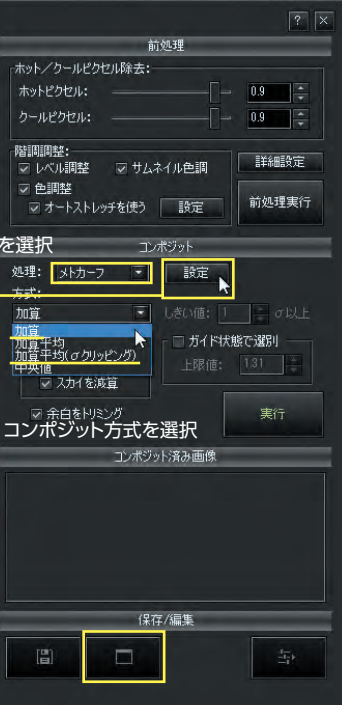 ? ×
前処理
ホット／クールピクセル除去:
ホットピクセル: 0.9
クールピクセル: 0.9
階調調整:
レベル調整 サムネイル色調 詳細設定
色調整
オートストレッチを使う 設定 前処理実行
を選択 コンポジット
処理: メトカーフ 設定
方式:
加算 しきい値: 1 σ以上
加算
加算平均 ガイド状態で選別
加算平均(σクリッピング) 上限値: 1.31
中央値
スカイを減算
余白をトリミング 実行
コンポジット方式を選択
コンポジット済み画像
保存/編集